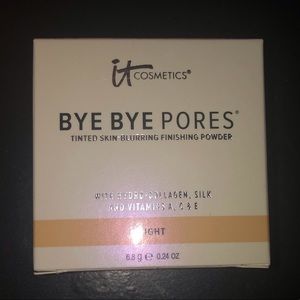 it COSMETICS®
BYE BYE PORES®
TINTED SKIN-BLURRING FINISHING POWDER
WITH HYDRO-COLLAGEN, SILK
AND VITAMINS A, C & E
LIGHT
6.8 g ℮ 0.24 OZ